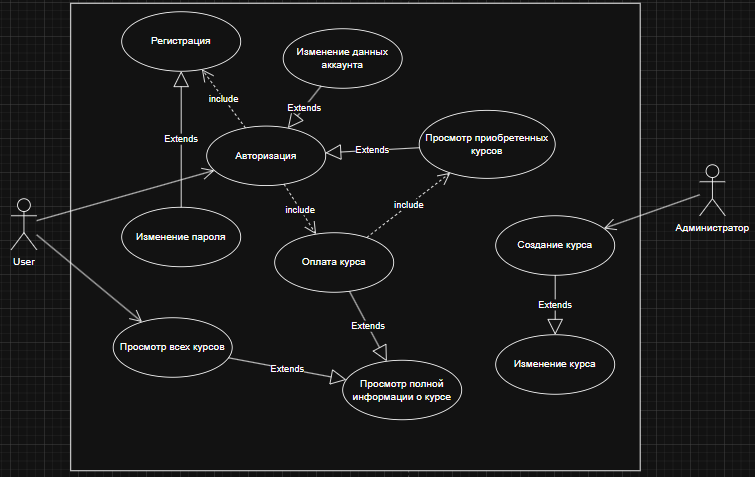 Регистрация
Изменение данных
аккаунта
include
Extends
Extends
Просмотр приобретенных
курсов
Авторизация
Extends
include
include
User
Изменение пароля
Администратор
Создание курса
Оплата курса
Extends
Extends
Просмотр всех курсов
Extends
Изменение курса
Просмотр полной
информации о курсе